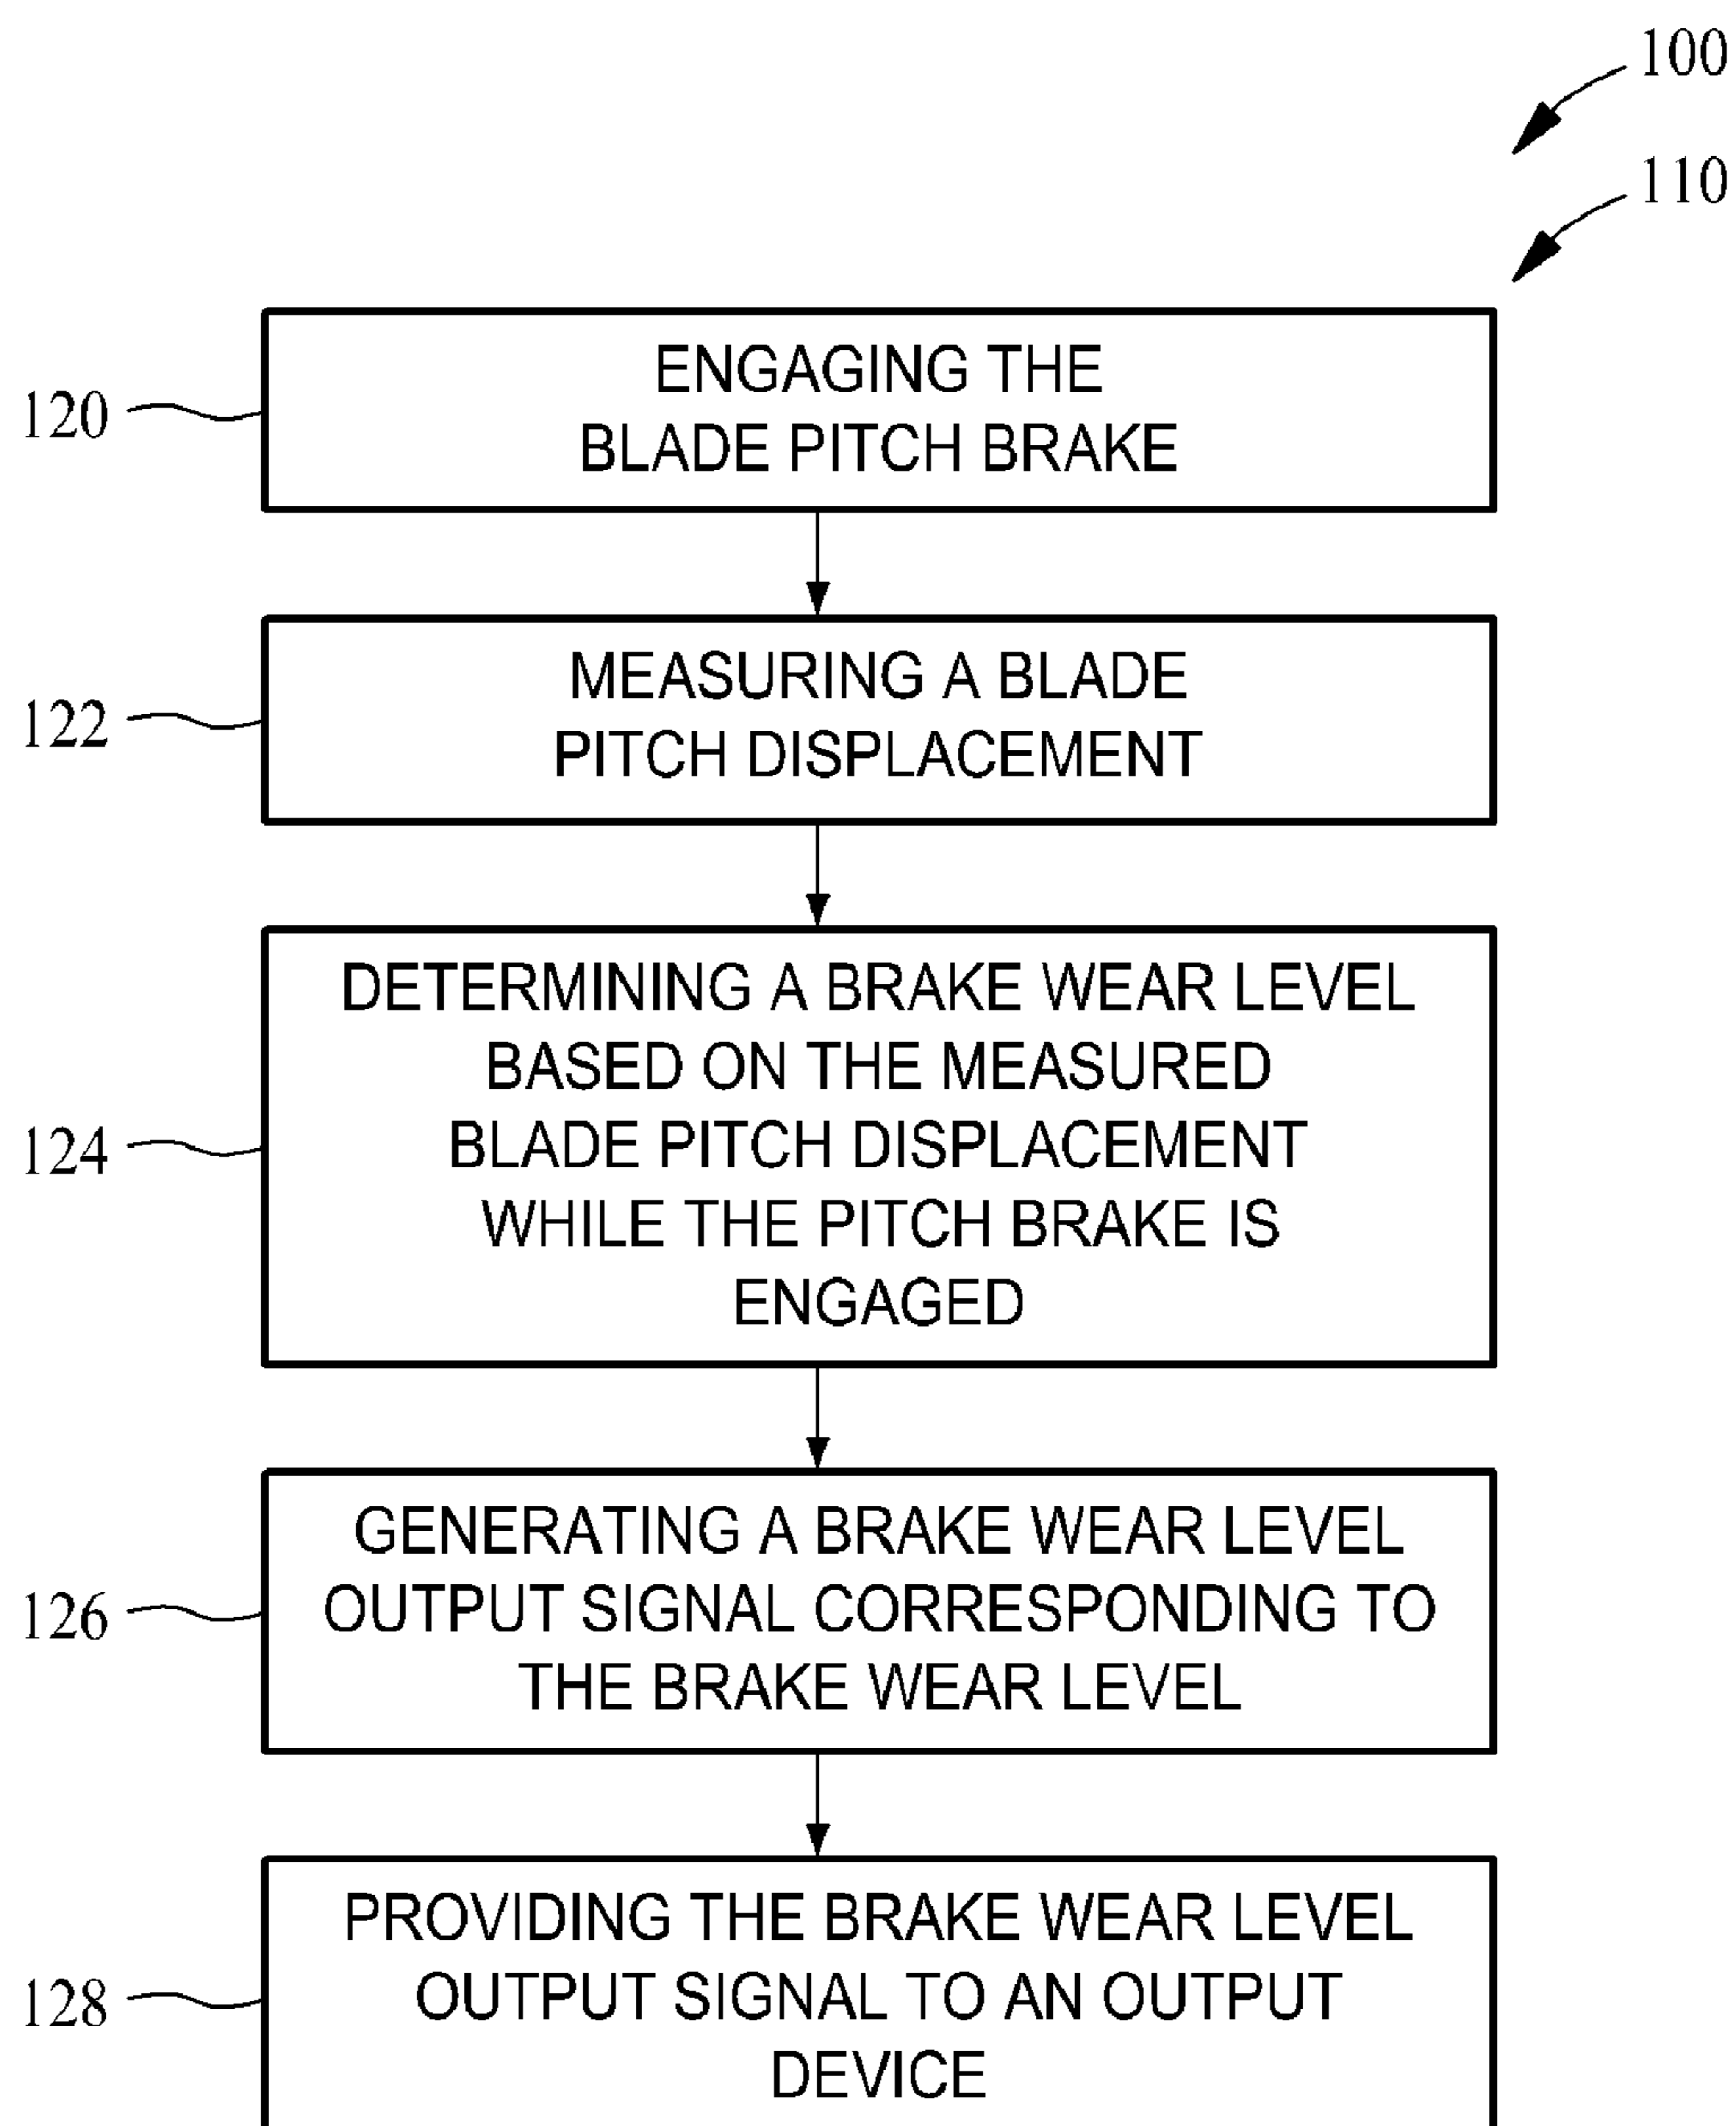 100
110
120
ENGAGING THE
BLADE PITCH BRAKE
122
MEASURING A BLADE
PITCH DISPLACEMENT
124
DETERMINING A BRAKE WEAR LEVEL
BASED ON THE MEASURED
BLADE PITCH DISPLACEMENT
WHILE THE PITCH BRAKE IS
ENGAGED
126
GENERATING A BRAKE WEAR LEVEL
OUTPUT SIGNAL CORRESPONDING TO
THE BRAKE WEAR LEVEL
128
PROVIDING THE BRAKE WEAR LEVEL
OUTPUT SIGNAL TO AN OUTPUT
DEVICE